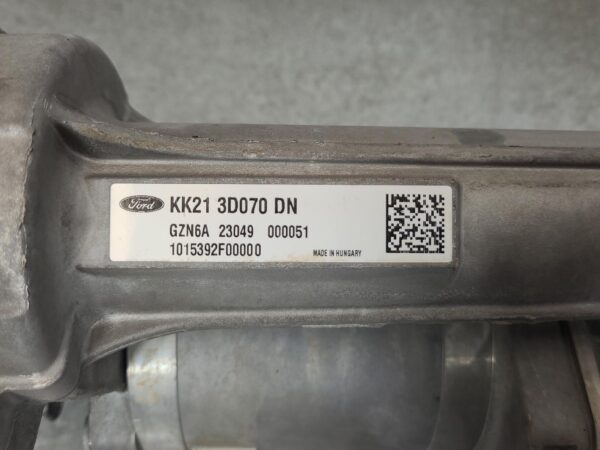 Ford
KK21 3D070 DN
GZN6A 23049 000051
1015392F00000
MADE IN HUNGARY